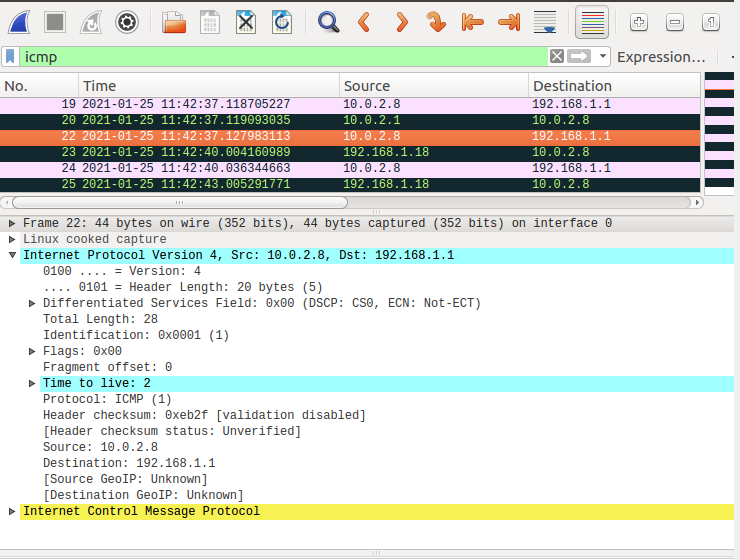 icmp
Expression…
No. Time Source Destination
19 2021-01-25 11:42:37.118705227 10.0.2.8 192.168.1.1
20 2021-01-25 11:42:37.119093035 10.0.2.1 10.0.2.8
22 2021-01-25 11:42:37.127983113 10.0.2.8 192.168.1.1
23 2021-01-25 11:42:40.004160989 192.168.1.18 10.0.2.8
24 2021-01-25 11:42:40.036344663 10.0.2.8 192.168.1.1
25 2021-01-25 11:42:43.005291771 192.168.1.18 10.0.2.8
Frame 22: 44 bytes on wire (352 bits), 44 bytes captured (352 bits) on interface 0
Linux cooked capture
Internet Protocol Version 4, Src: 10.0.2.8, Dst: 192.168.1.1
0100 .... = Version: 4
.... 0101 = Header Length: 20 bytes (5)
Differentiated Services Field: 0x00 (DSCP: CS0, ECN: Not-ECT)
Total Length: 28
Identification: 0x0001 (1)
Flags: 0x00
Fragment offset: 0
Time to live: 2
Protocol: ICMP (1)
Header checksum: 0xeb2f [validation disabled]
[Header checksum status: Unverified]
Source: 10.0.2.8
Destination: 192.168.1.1
[Source GeoIP: Unknown]
[Destination GeoIP: Unknown]
Internet Control Message Protocol